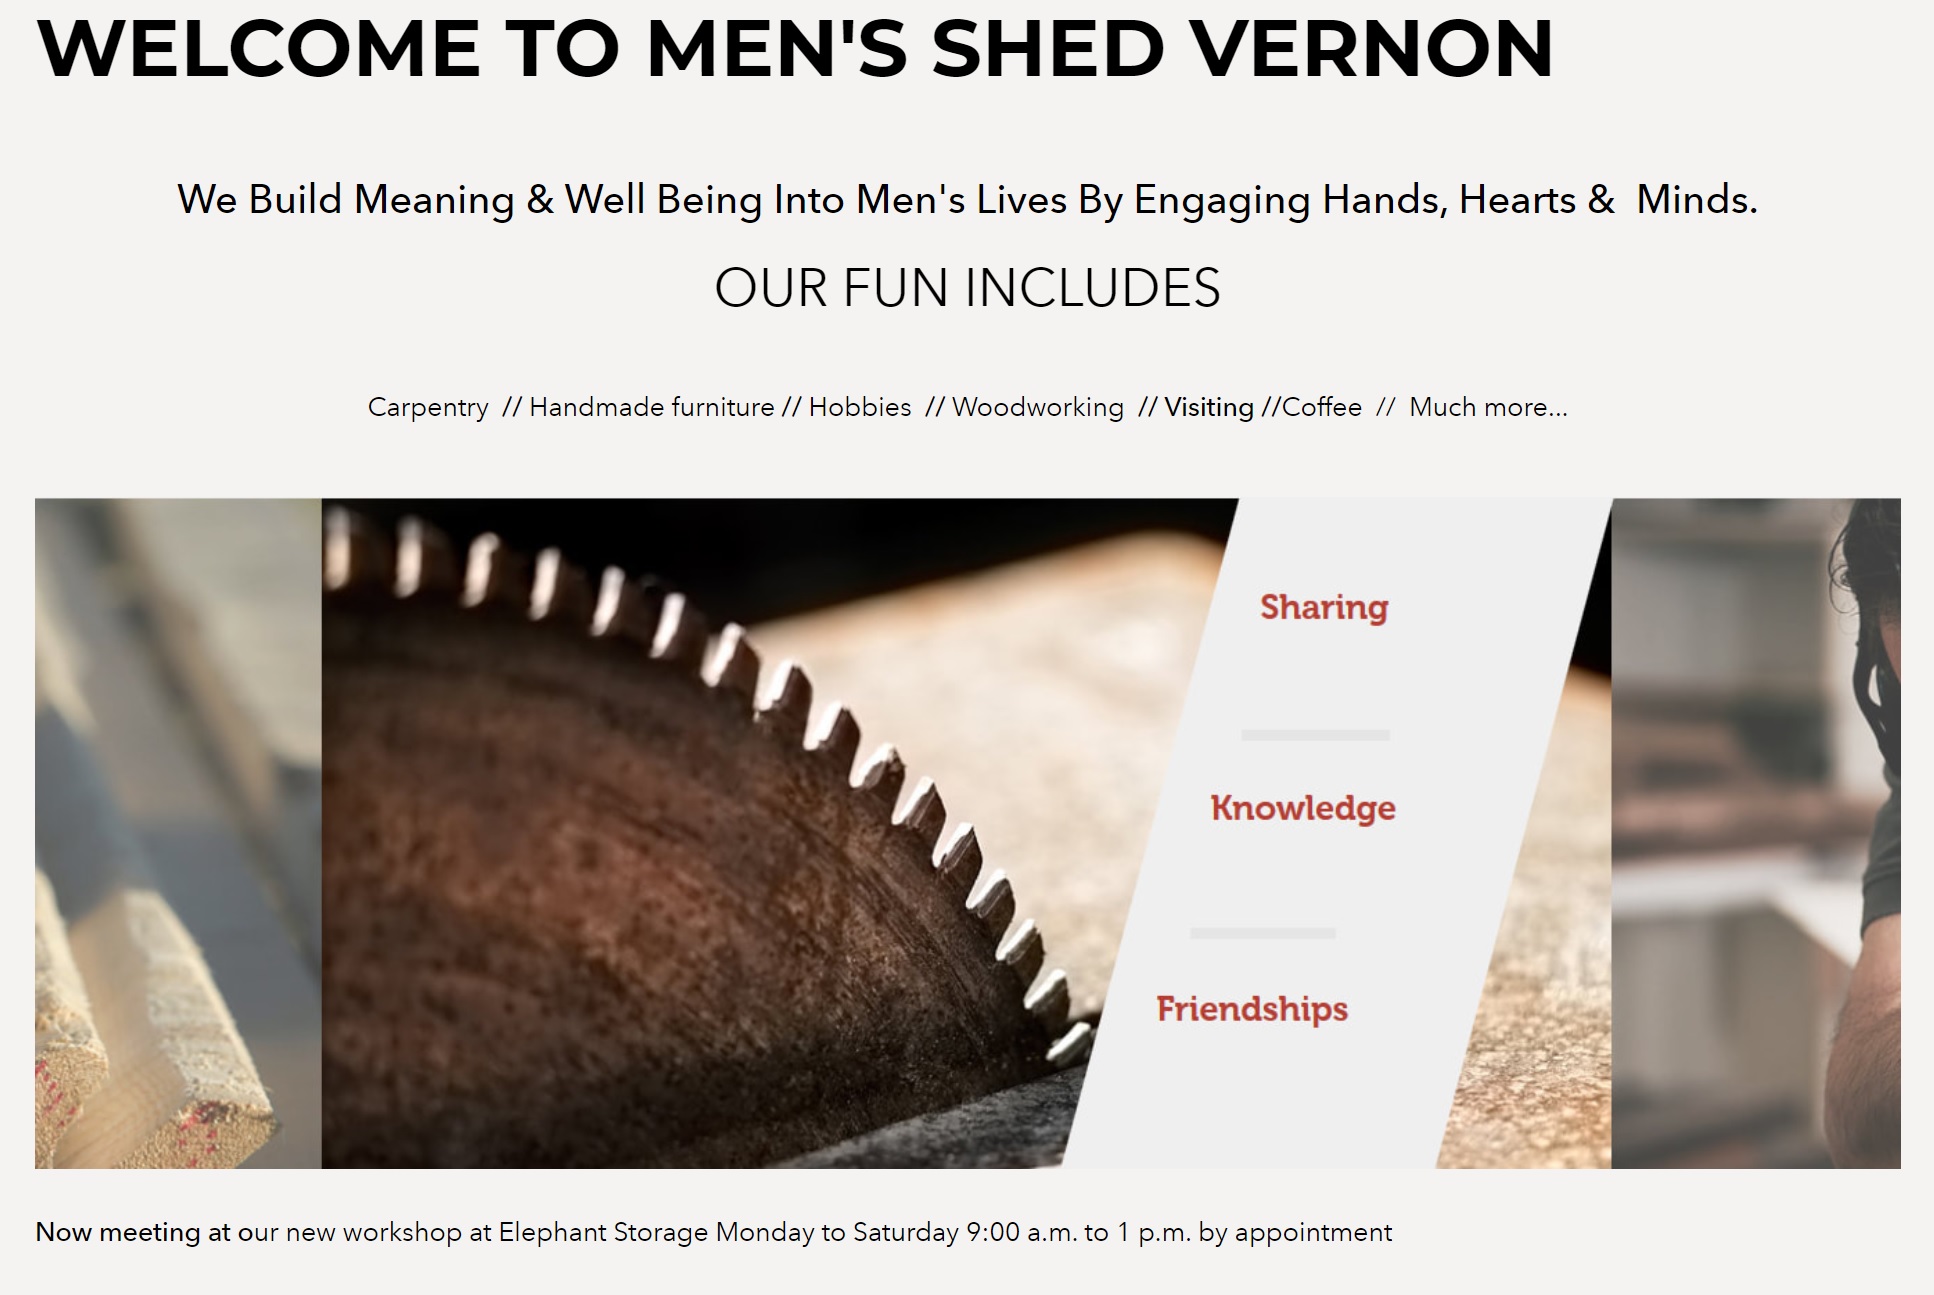 WELCOME TO MEN'S SHED VERNON
We Build Meaning & Well Being Into Men's Lives By Engaging Hands, Hearts &  Minds.
OUR FUN INCLUDES
Carpentry  // Handmade furniture // Hobbies  // Woodworking  // Visiting //Coffee  //  Much more...
Sharing
Knowledge
Friendships
Now meeting at our new workshop at Elephant Storage Monday to Saturday 9:00 a.m. to 1 p.m. by appointment